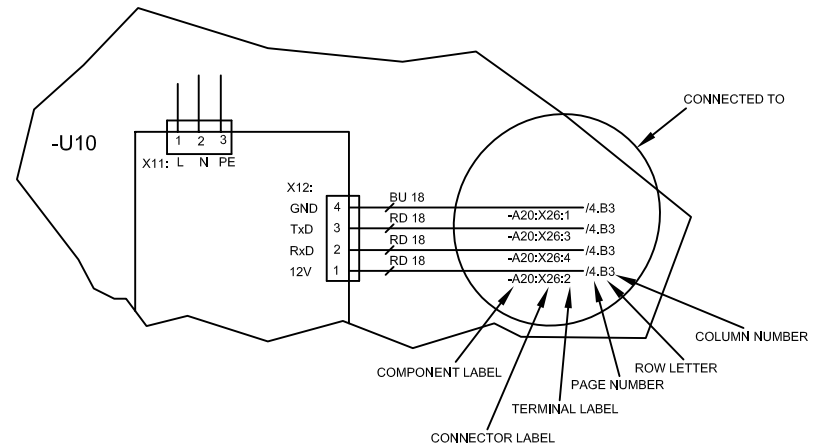 CONNECTED TO
-U10
1 2 3
X11: L N PE
X12:
GND 4 BU 18 /4.B3
-A20:X26:1
TxD 3 RD 18 /4.B3
-A20:X26:3
RxD 2 RD 18 /4.B3
-A20:X26:4
12V 1 RD 18 /4.B3
-A20:X26:2
COLUMN NUMBER
ROW LETTER
COMPONENT LABEL
PAGE NUMBER
TERMINAL LABEL
CONNECTOR LABEL